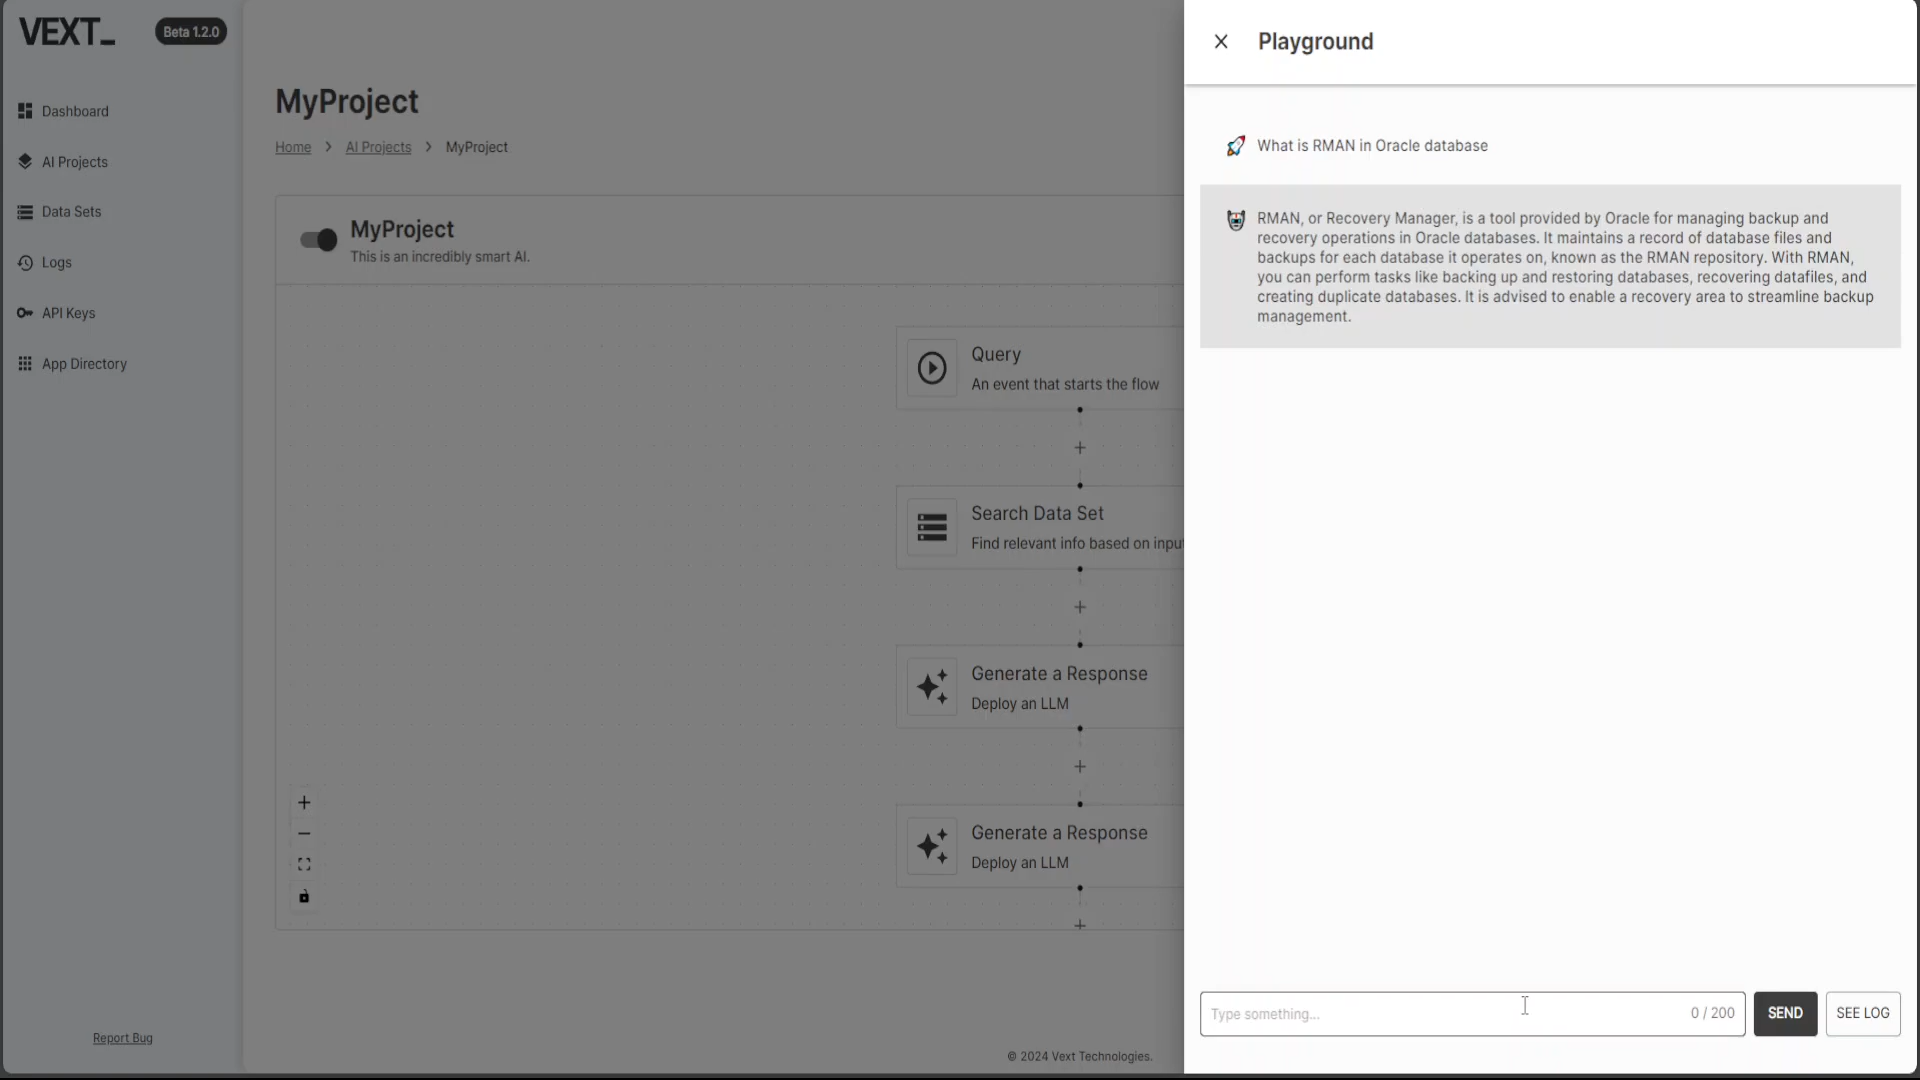 VEXT_
Beta 1.2.0
Dashboard
AI Projects
Data Sets
Logs
API Keys
App Directory
Report Bug
MyProject
Home > AI Projects > MyProject
MyProject
This is an incredibly smart AI.
Query
An event that starts the flow
Search Data Set
Find relevant info based on input
Generate a Response
Deploy an LLM
Generate a Response
Deploy an LLM
© 2024 Vext Technologies.
Playground
What is RMAN in Oracle database
RMAN, or Recovery Manager, is a tool provided by Oracle for managing backup and
recovery operations in Oracle databases. It maintains a record of database files and
backups for each database it operates on, known as the RMAN repository. With RMAN,
you can perform tasks like backing up and restoring databases, recovering datafiles, and
creating duplicate databases. It is advised to enable a recovery area to streamline backup
management.
Type something...
0 / 200
SEND
SEE LOG